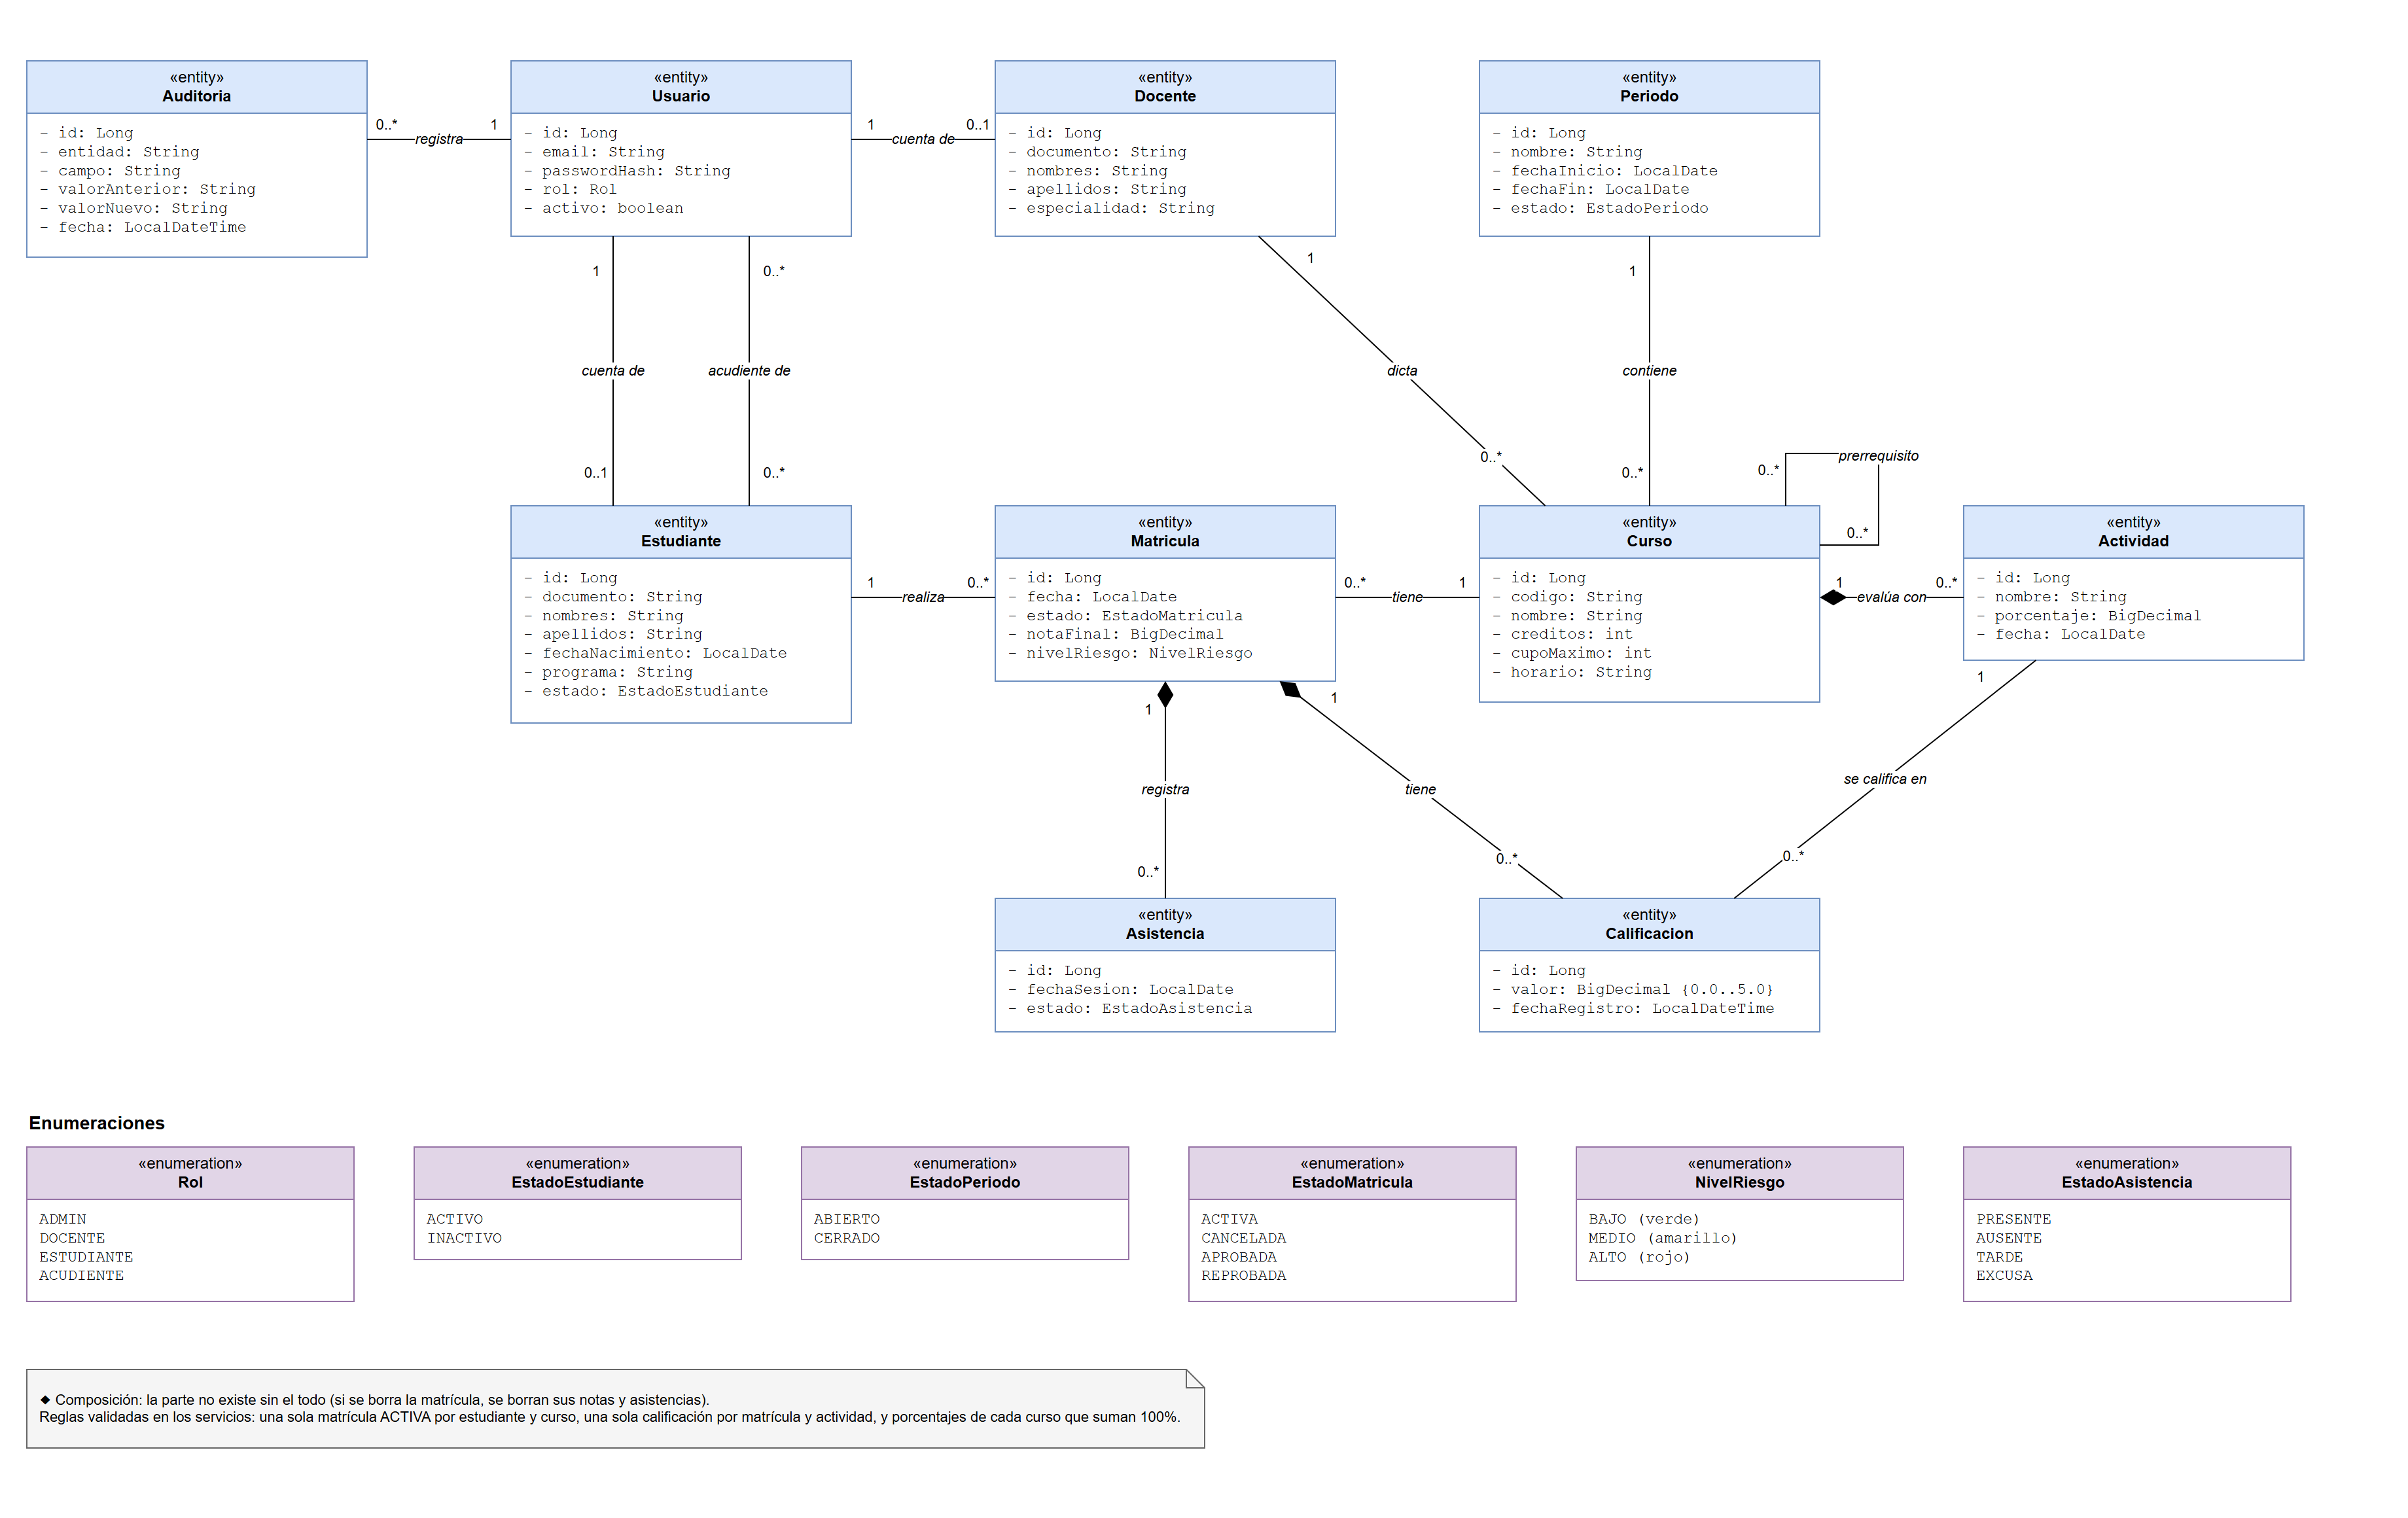 «entity»
Auditoria
- id: Long
- entidad: String
- campo: String
- valorAnterior: String
- valorNuevo: String
- fecha: LocalDateTime
0..*
registra
1
«entity»
Usuario
- id: Long
- email: String
- passwordHash: String
- rol: Rol
- activo: boolean
1
cuenta de
0..1
«entity»
Docente
- id: Long
- documento: String
- nombres: String
- apellidos: String
- especialidad: String
«entity»
Periodo
- id: Long
- nombre: String
- fechaInicio: LocalDate
- fechaFin: LocalDate
- estado: EstadoPeriodo
1
cuenta de
0..1
0..*
acudiente de
0..*
1
dicta
0..*
1
contiene
0..*
0..*
prerrequisito
0..*
«entity»
Estudiante
- id: Long
- documento: String
- nombres: String
- apellidos: String
- fechaNacimiento: LocalDate
- programa: String
- estado: EstadoEstudiante
1
realiza
0..*
«entity»
Matricula
- id: Long
- fecha: LocalDate
- estado: EstadoMatricula
- notaFinal: BigDecimal
- nivelRiesgo: NivelRiesgo
0..*
tiene
1
«entity»
Curso
- id: Long
- codigo: String
- nombre: String
- creditos: int
- cupoMaximo: int
- horario: String
1
evalúa con
0..*
«entity»
Actividad
- id: Long
- nombre: String
- porcentaje: BigDecimal
- fecha: LocalDate
1
registra
0..*
1
tiene
0..*
1
se califica en
0..*
«entity»
Asistencia
- id: Long
- fechaSesion: LocalDate
- estado: EstadoAsistencia
«entity»
Calificacion
- id: Long
- valor: BigDecimal {0.0..5.0}
- fechaRegistro: LocalDateTime
Enumeraciones
«enumeration»
Rol
ADMIN
DOCENTE
ESTUDIANTE
ACUDIENTE
«enumeration»
EstadoEstudiante
ACTIVO
INACTIVO
«enumeration»
EstadoPeriodo
ABIERTO
CERRADO
«enumeration»
EstadoMatricula
ACTIVA
CANCELADA
APROBADA
REPROBADA
«enumeration»
NivelRiesgo
BAJO (verde)
MEDIO (amarillo)
ALTO (rojo)
«enumeration»
EstadoAsistencia
PRESENTE
AUSENTE
TARDE
EXCUSA
◆ Composición: la parte no existe sin el todo (si se borra la matrícula, se borran sus notas y asistencias).
Reglas validadas en los servicios: una sola matrícula ACTIVA por estudiante y curso, una sola calificación por matrícula y actividad, y porcentajes de cada curso que suman 100%.